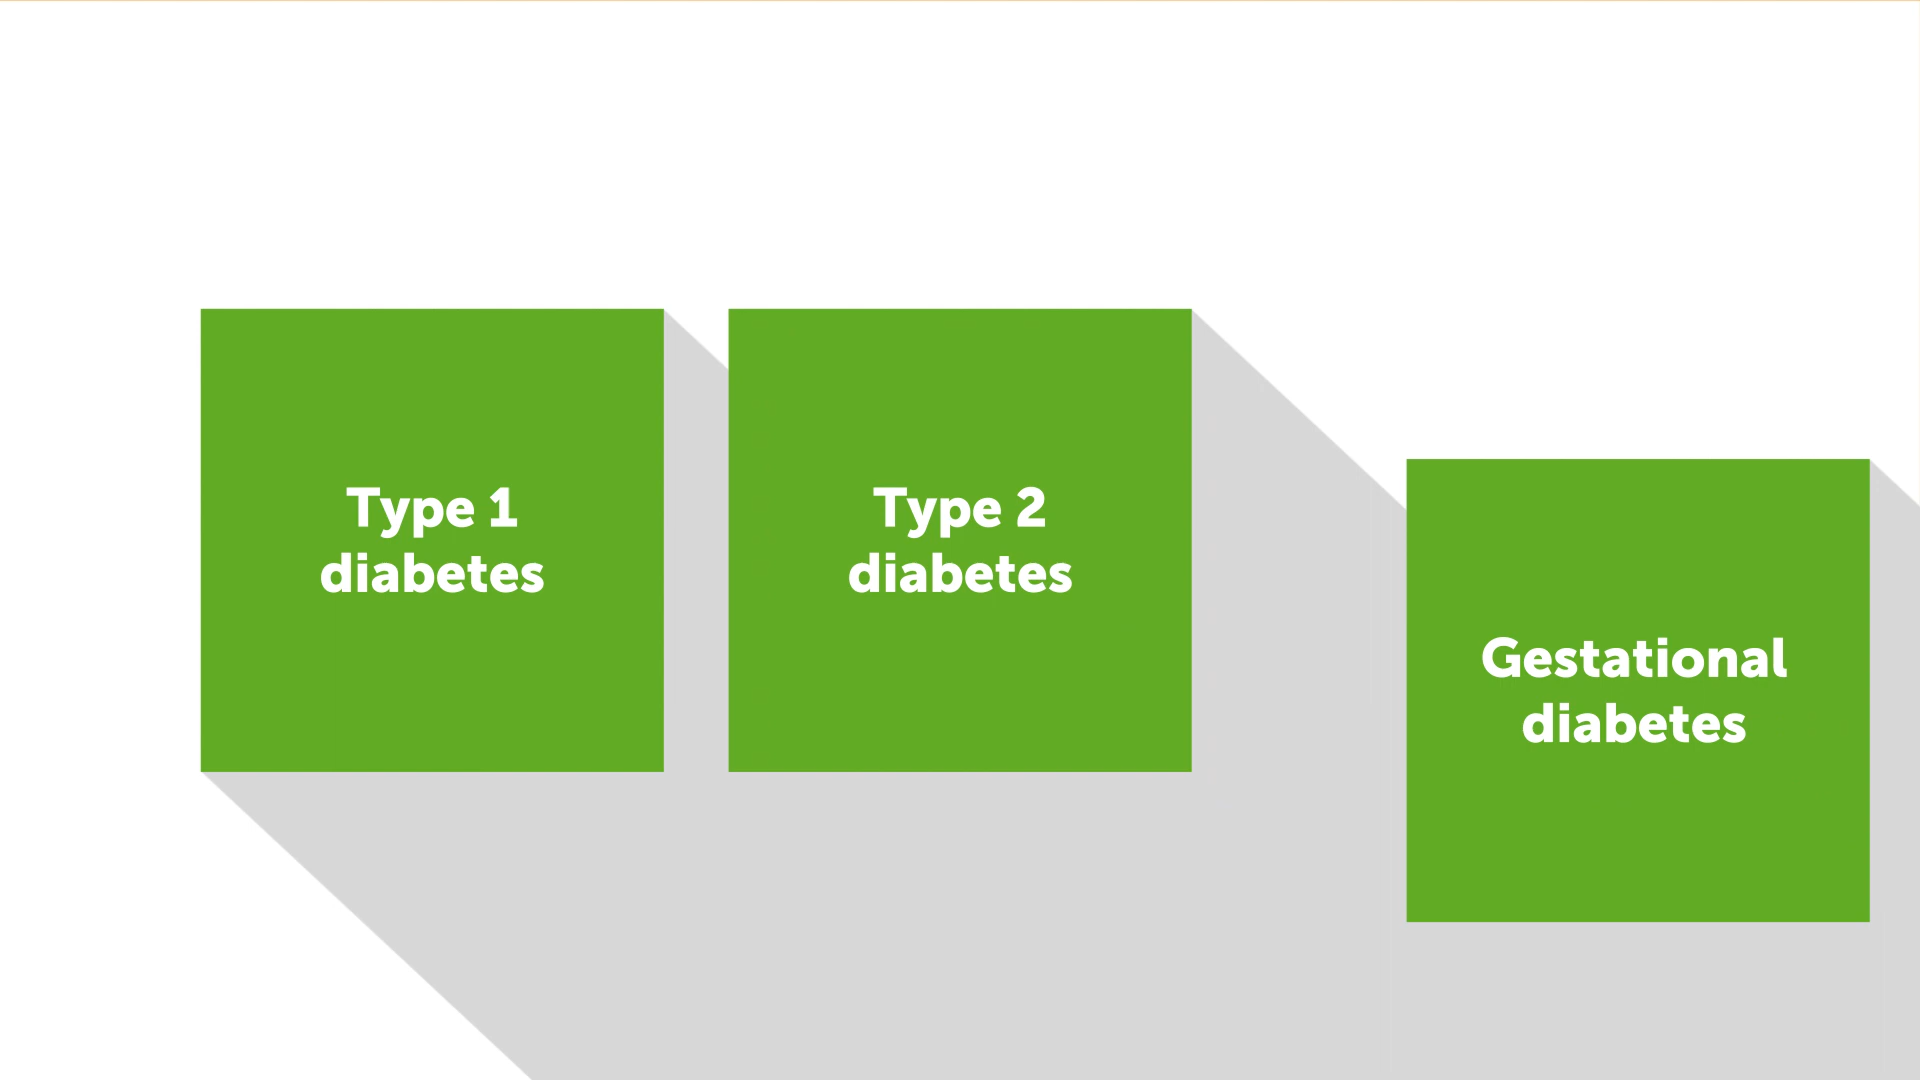 Type 1
diabetes
Type 2
diabetes
Gestational
diabetes